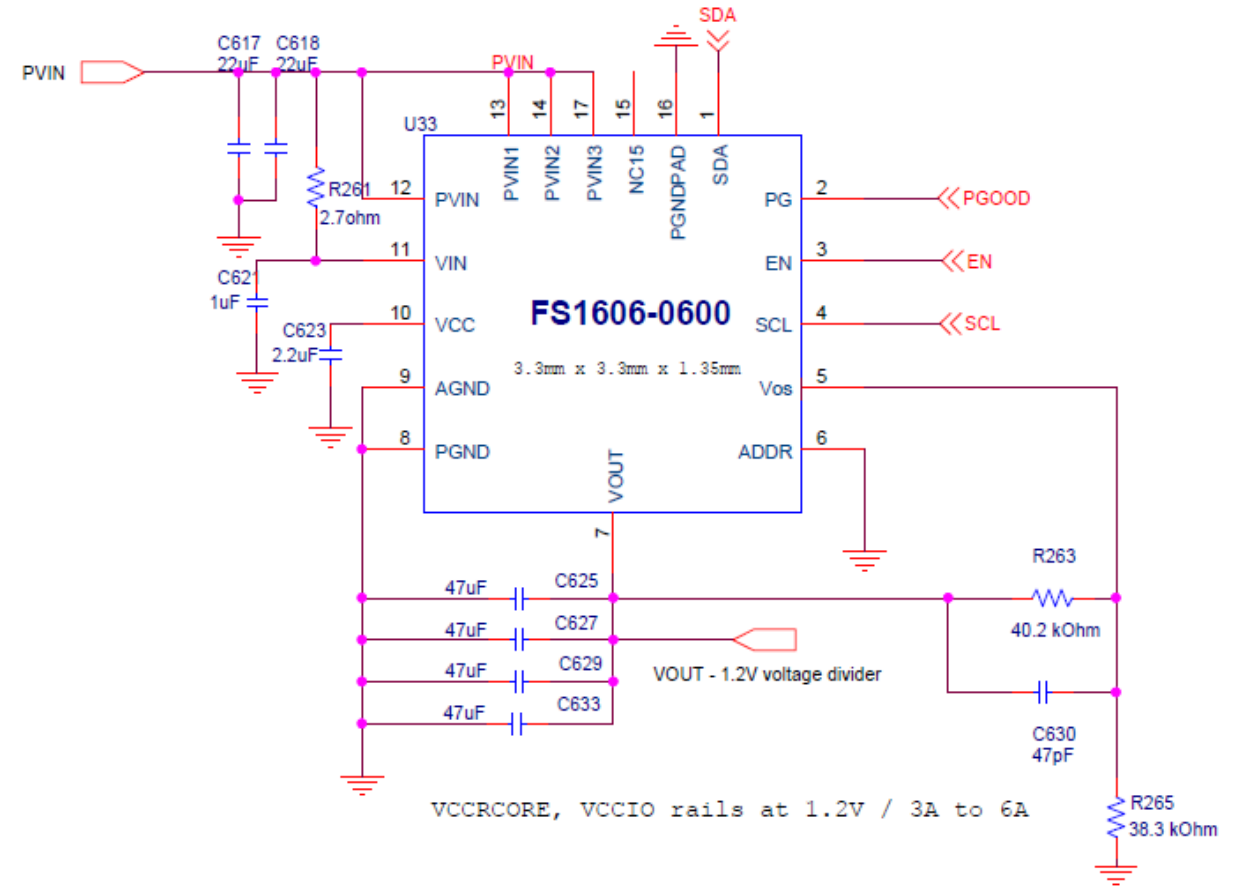 SDA
C617 C618
22uF 22uF
PVIN
PVIN
13
14
17
15
16
1
U33
PVIN1
PVIN2
PVIN3
NC15
PGNDPAD
SDA
R261
2.7ohm
12 PVIN
PG 2 PGOOD
11 VIN
EN 3 EN
C621
1uF
FS1606-0600
10 VCC
SCL 4 SCL
C623
2.2uF
3.3mm x 3.3mm x 1.35mm
9 AGND
Vos 5
8 PGND
ADDR 6
VOUT
7
R263
40.2 kOhm
47uF C625
47uF C627
47uF C629
47uF C633
VOUT - 1.2V voltage divider
C630
47pF
VCCRCORE, VCCIO rails at 1.2V / 3A to 6A
R265
38.3 kOhm